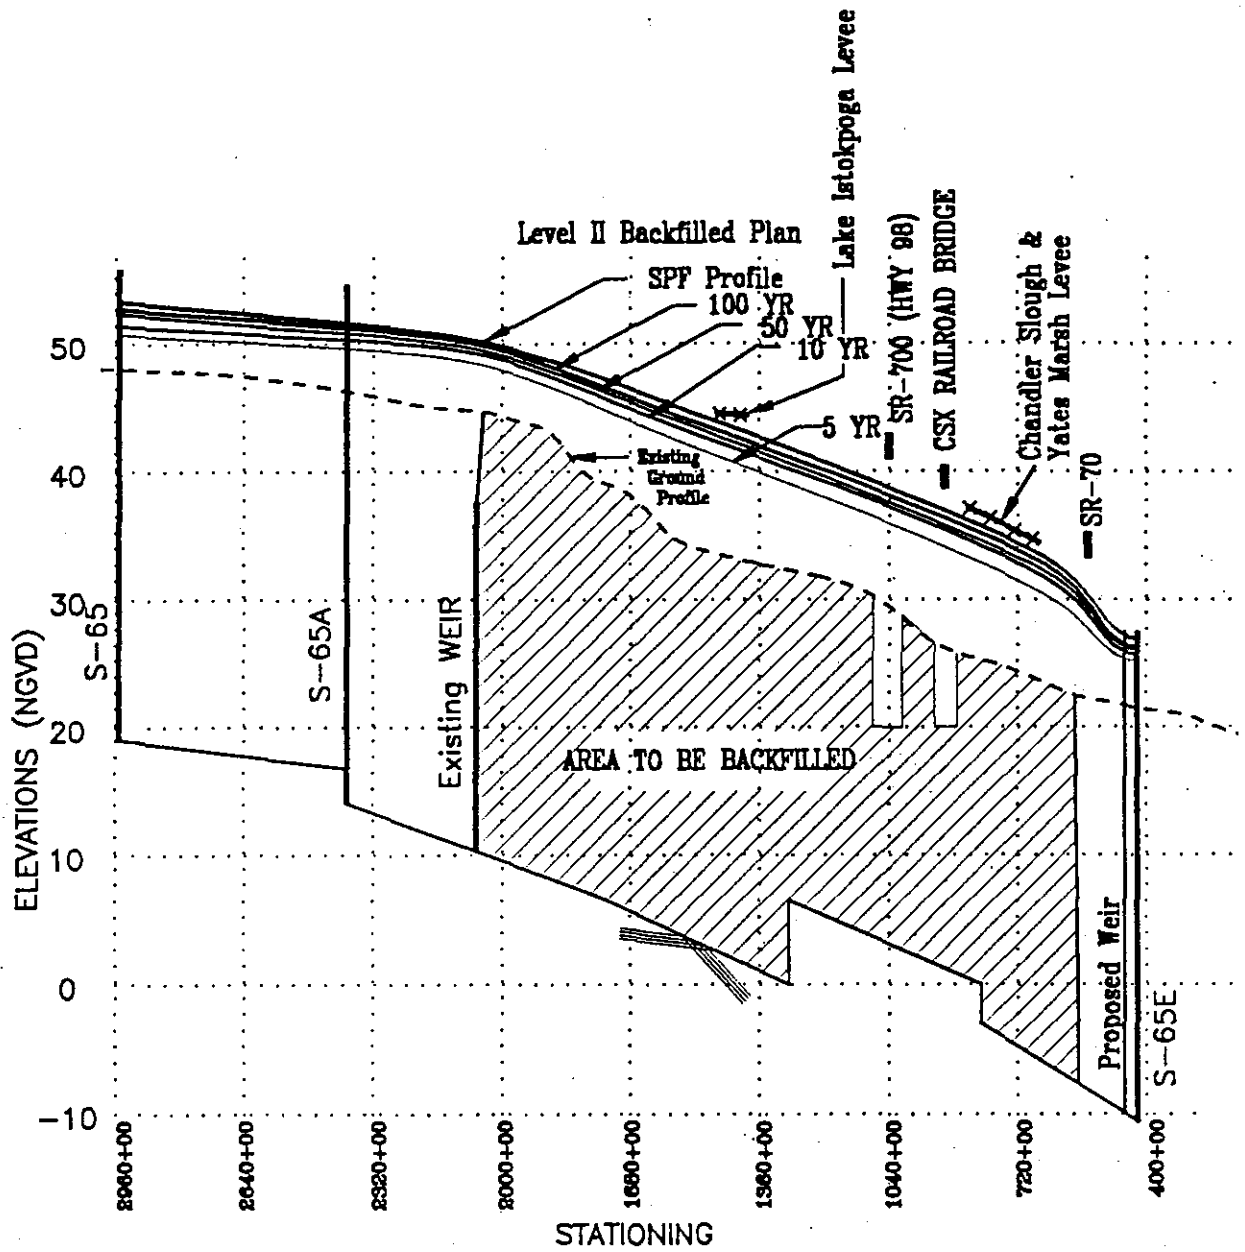 Lake Istokpoga Levee
Level II Backfilled Plan
SPF Profile
100 YR
50 YR
10 YR
5 YR
SR-700 (HWY 98)
CSX RAILROAD BRIDGE
Chandler Slough &
Yates Marsh Levee
SR-70
Existing
Ground
Profile
50
40
30
20
10
0
-10
ELEVATIONS (NGVD)
S-65
S-65A
Existing WEIR
AREA TO BE BACKFILLED
Proposed Weir
S-65E
2960+00
2640+00
2320+00
2000+00
1680+00
1360+00
1040+00
720+00
400+00
STATIONING